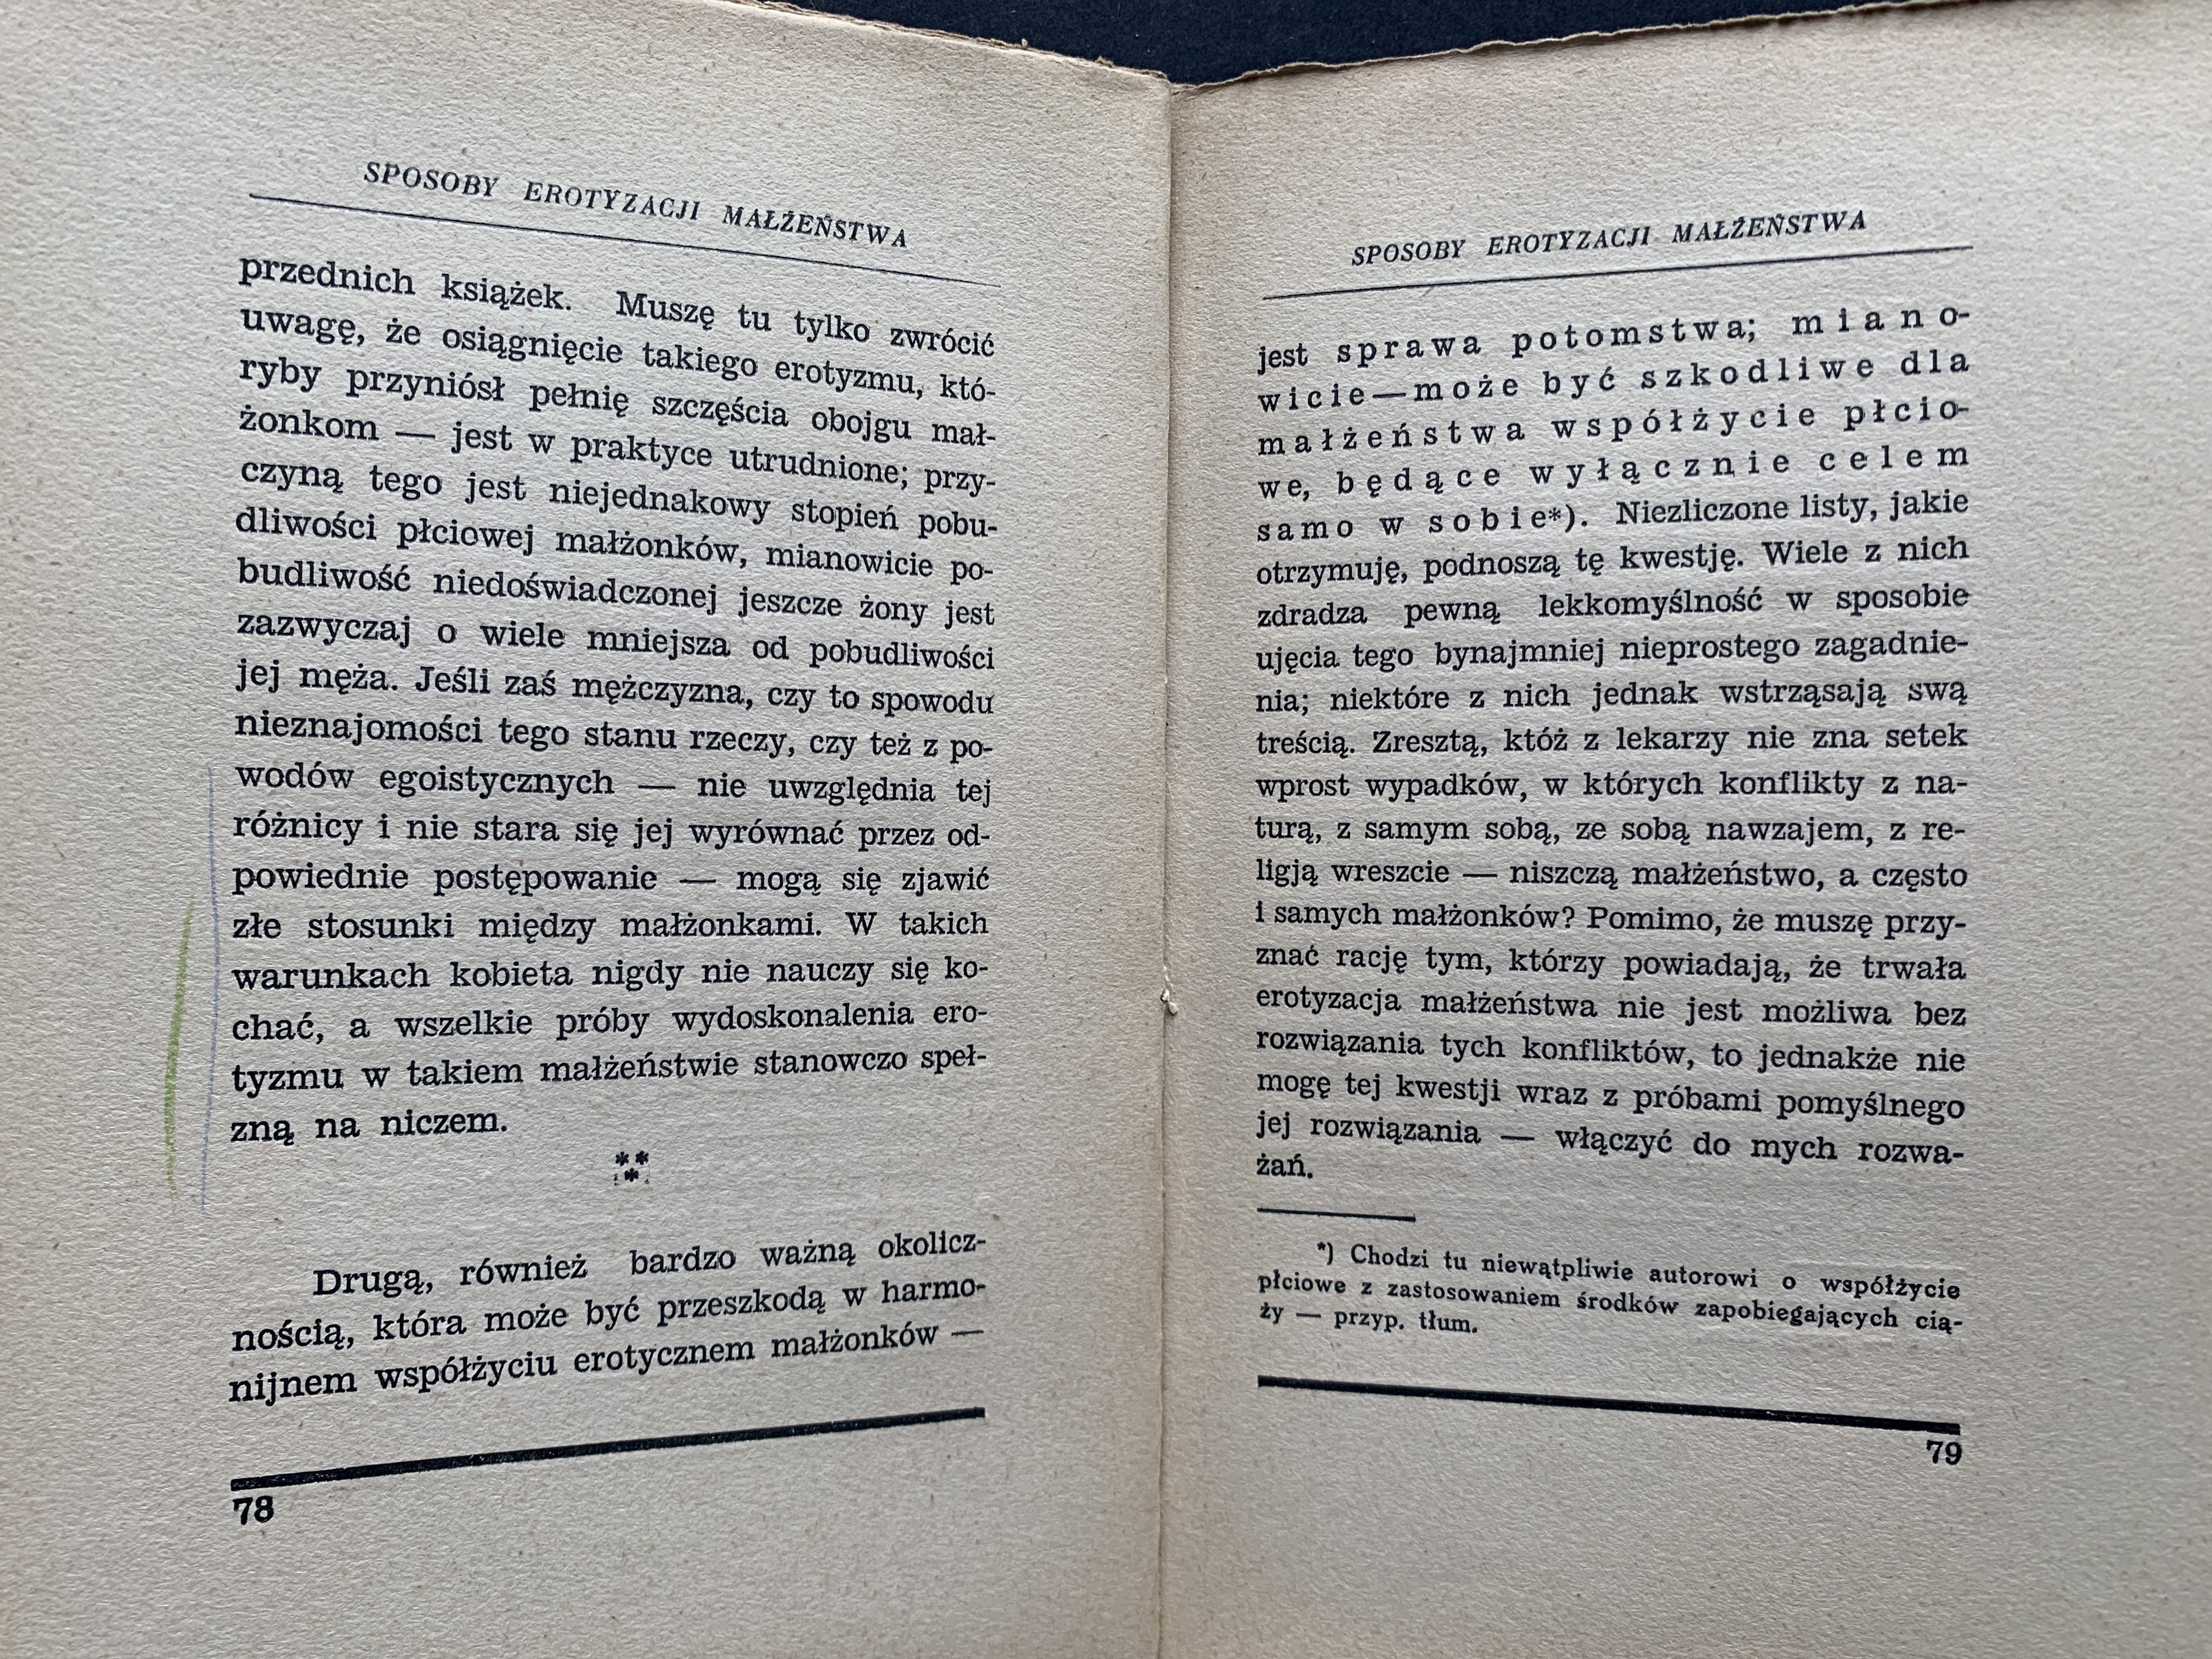 SPOSOBY EROTYZACJI MAŁŻEŃSTWA
przednich książek. Muszę tu tylko zwrócić
uwagę, że osiągnięcie takiego erotyzmu, któ-
ryby przyniósł pełnię szczęścia obojgu mał-
żonkom — jest w praktyce utrudnione; przy-
czyną tego jest niejednakowy stopień pobu-
dliwości płciowej małżonków, mianowicie po-
budliwość niedoświadczonej jeszcze żony jest
zazwyczaj o wiele mniejsza od pobudliwości
jej męża. Jeśli zaś mężczyzna, czy to spowodu
nieznajomości tego stanu rzeczy, czy też z po-
wodów egoistycznych — nie uwzględnia tej
różnicy i nie stara się jej wyrównać przez od-
powiednie postępowanie — mogą się zjawić
złe stosunki między małżonkami. W takich
warunkach kobieta nigdy nie nauczy się ko-
chać, a wszelkie próby wydoskonalenia ero-
tyzmu w takiem małżeństwie stanowczo speł-
zną na niczem.
***
Drugą, również bardzo ważną okolicz-
nością, która może być przeszkodą w harmo-
nijnem współżyciu erotycznem małżonków —
78
SPOSOBY EROTYZACJI MAŁŻEŃSTWA
jest sprawa potomstwa; miano-
wicie—może być szkodliwe dla
małżeństwa współżycie płcio-
we, będące wyłącznie celem
samo w sobie*). Niezliczone listy, jakie
otrzymuję, podnoszą tę kwestję. Wiele z nich
zdradza pewną lekkomyślność w sposobie
ujęcia tego bynajmniej nieprostego zagadnie-
nia; niektóre z nich jednak wstrząsają swą
treścią. Zresztą, któż z lekarzy nie zna setek
wprost wypadków, w których konflikty z na-
turą, z samym sobą, ze sobą nawzajem, z re-
ligją wreszcie — niszczą małżeństwo, a często
i samych małżonków? Pomimo, że muszę przy-
znać rację tym, którzy powiadają, że trwała
erotyzacja małżeństwa nie jest możliwa bez
rozwiązania tych konfliktów, to jednakże nie
mogę tej kwestji wraz z próbami pomyślnego
jej rozwiązania — włączyć do mych rozwa-
żań.
*) Chodzi tu niewątpliwie autorowi o współżycie
płciowe z zastosowaniem środków zapobiegających cią-
ży — przyp. tłum.
79